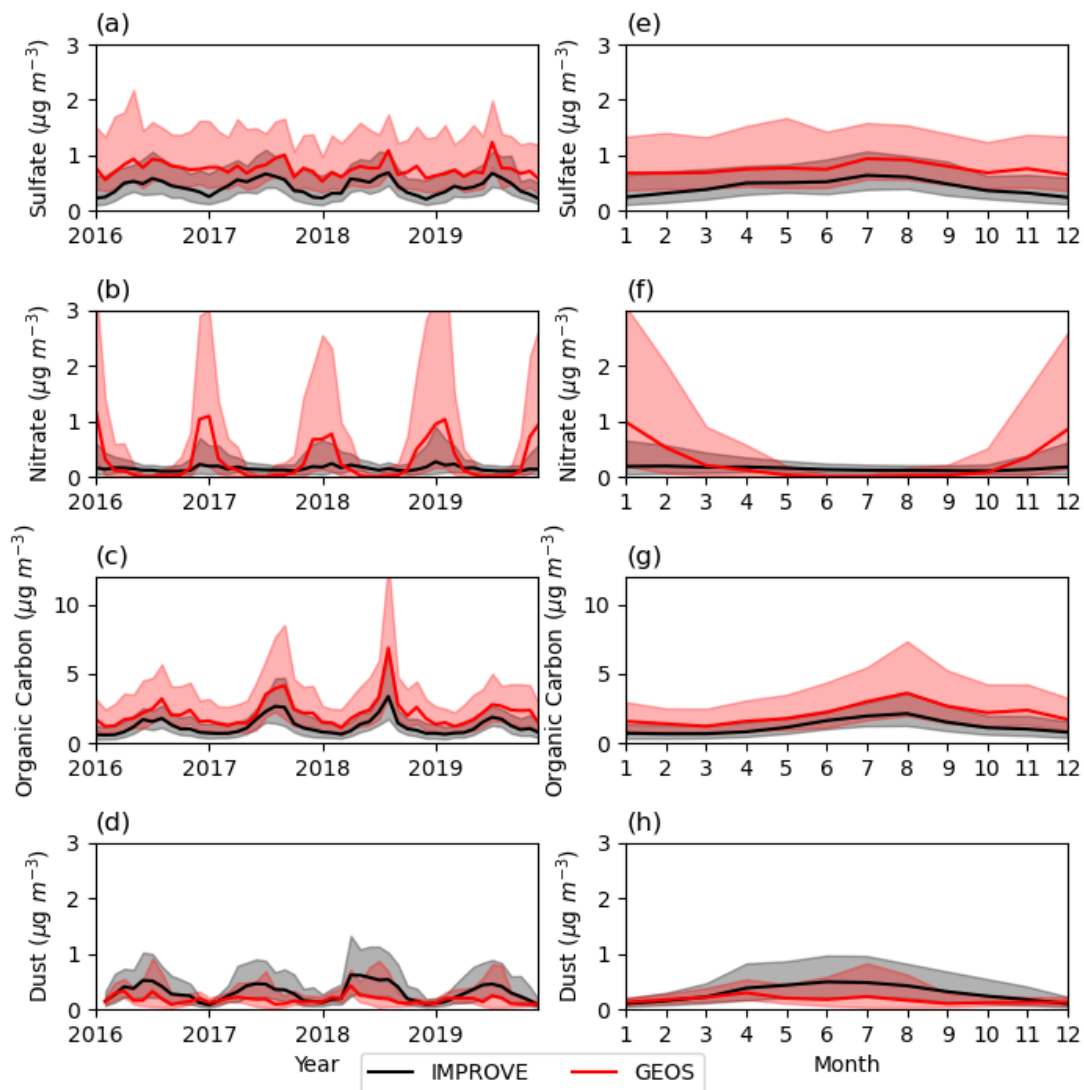 (a)
Sulfate (μg m⁻³)
3
2
1
0
2016 2017 2018 2019
(e)
Sulfate (μg m⁻³)
3
2
1
0
1 2 3 4 5 6 7 8 9 10 11 12
(b)
Nitrate (μg m⁻³)
3
2
1
0
2016 2017 2018 2019
(f)
Nitrate (μg m⁻³)
3
2
1
0
1 2 3 4 5 6 7 8 9 10 11 12
(c)
Organic Carbon (μg m⁻³)
10
5
0
2016 2017 2018 2019
(g)
Organic Carbon (μg m⁻³)
10
5
0
1 2 3 4 5 6 7 8 9 10 11 12
(d)
Dust (μg m⁻³)
3
2
1
0
2016 2017 2018 2019
Year
(h)
Dust (μg m⁻³)
3
2
1
0
1 2 3 4 5 6 7 8 9 10 11 12
Month
IMPROVE GEOS